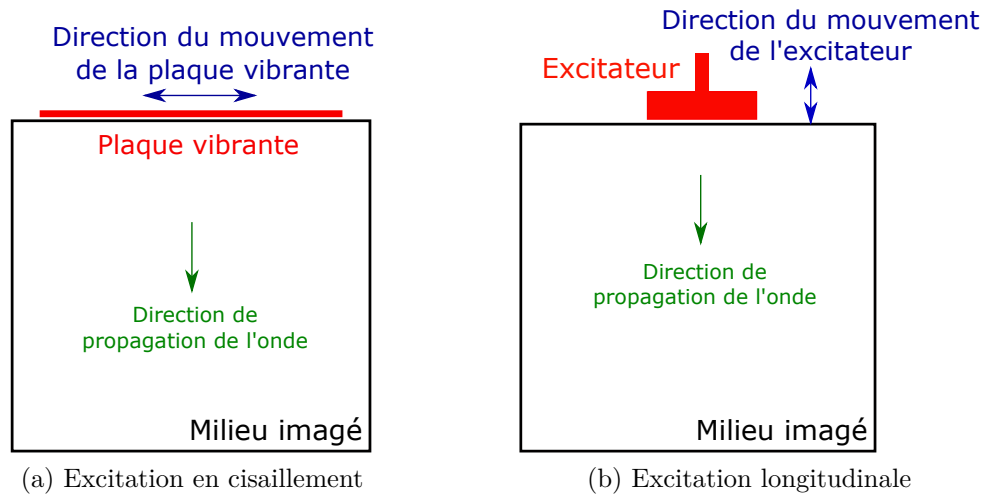 Direction du mouvement
de la plaque vibrante
Plaque vibrante
Direction de
propagation de l'onde
Milieu imagé
(a) Excitation en cisaillement
Direction du mouvement
de l'excitateur
Excitateur
Direction de
propagation de l'onde
Milieu imagé
(b) Excitation longitudinale